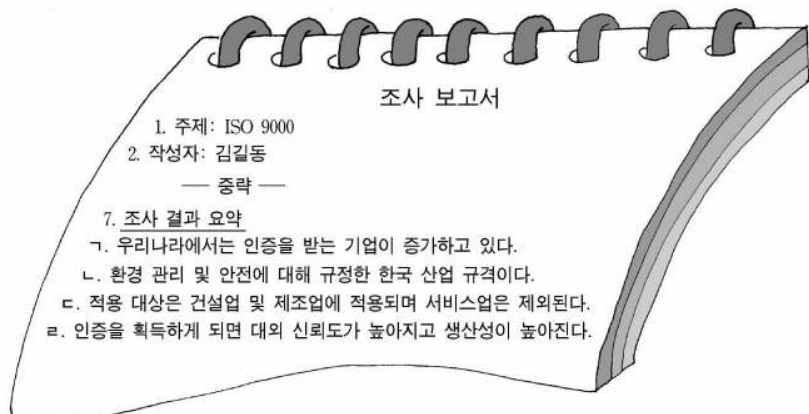 조사 보고서
1. 주제: ISO 9000
2. 작성자: 김길동
— 중략 —
7. 조사 결과 요약
ㄱ. 우리나라에서는 인증을 받는 기업이 증가하고 있다.
ㄴ. 환경 관리 및 안전에 대해 규정한 한국 산업 규격이다.
ㄷ. 적용 대상은 건설업 및 제조업에 적용되며 서비스업은 제외된다.
ㄹ. 인증을 획득하게 되면 대외 신뢰도가 높아지고 생산성이 높아진다.